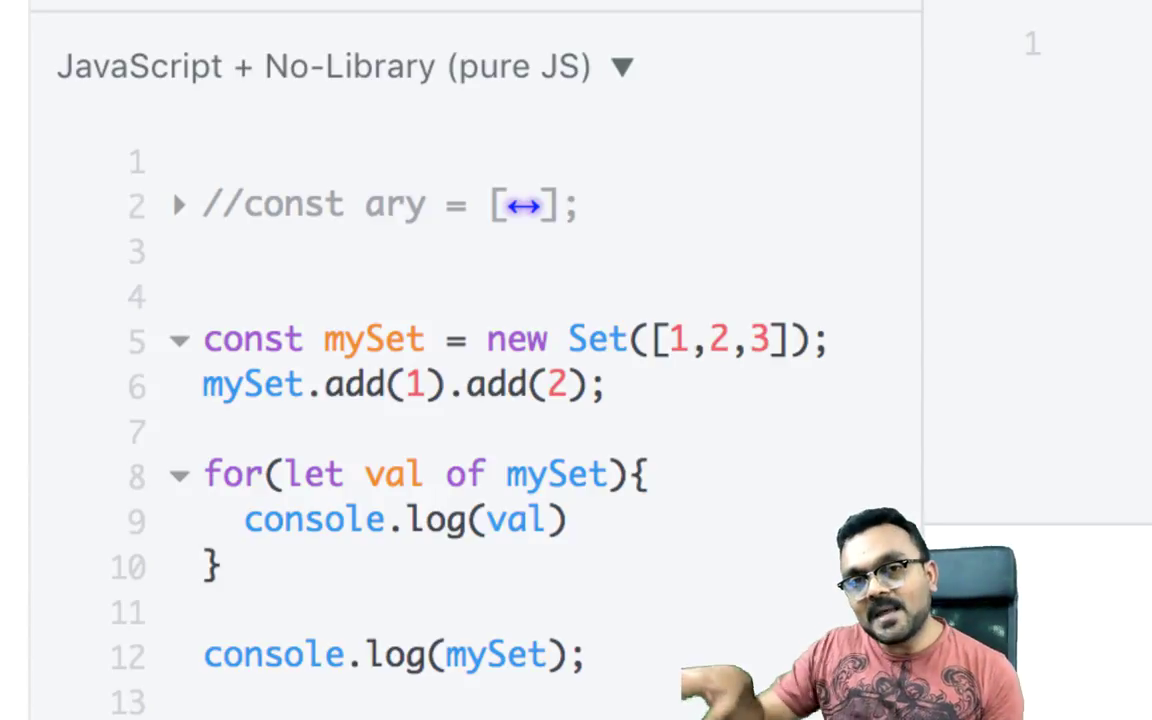 1
JavaScript + No-Library (pure JS) ▼
1
2 //const ary = [↔];
3
4
5 const mySet = new Set([1,2,3]);
6 mySet.add(1).add(2);
7
8 for(let val of mySet){
9 console.log(val)
10 }
11
12 console.log(mySet);
13